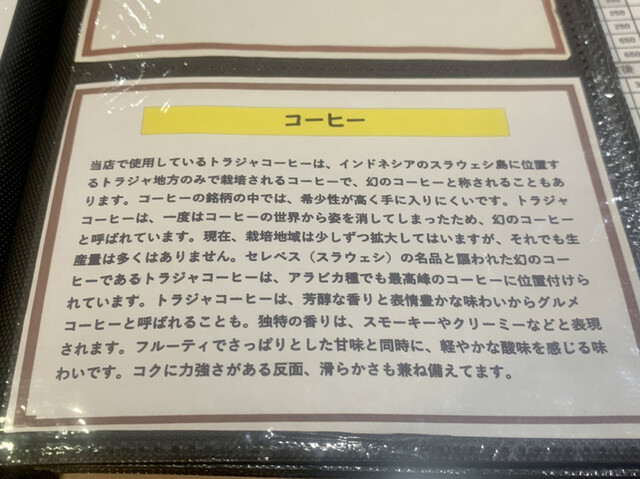 コーヒー
当店で使用しているトラジャコーヒーは、インドネシアのスラウェシ島に位置す
るトラジャ地方のみで栽培されるコーヒーで、幻のコーヒーと称されることもあ
ります。コーヒーの銘柄の中では、希少性が高く手に入りにくいです。トラジャ
コーヒーは、一度はコーヒーの世界から姿を消してしまったため、幻のコーヒー
と呼ばれています。現在、栽培地域は少しずつ拡大してはいますが、それでも生
産量は多くはありません。セレベス（スラウェシ）の名品と謳われた幻のコー
ヒーであるトラジャコーヒーは、アラビカ種でも最高峰のコーヒーに位置付けら
れています。トラジャコーヒーは、芳醇な香りと表情豊かな味わいからグルメ
コーヒーと呼ばれることも。独特の香りは、スモーキーやクリーミーなどと表現
されます。フルーティでさっぱりとした甘味と同時に、軽やかな酸味を感じる味
わいです。コクに力強さがある反面、滑らかさも兼ね備えてます。
250
250
650
650